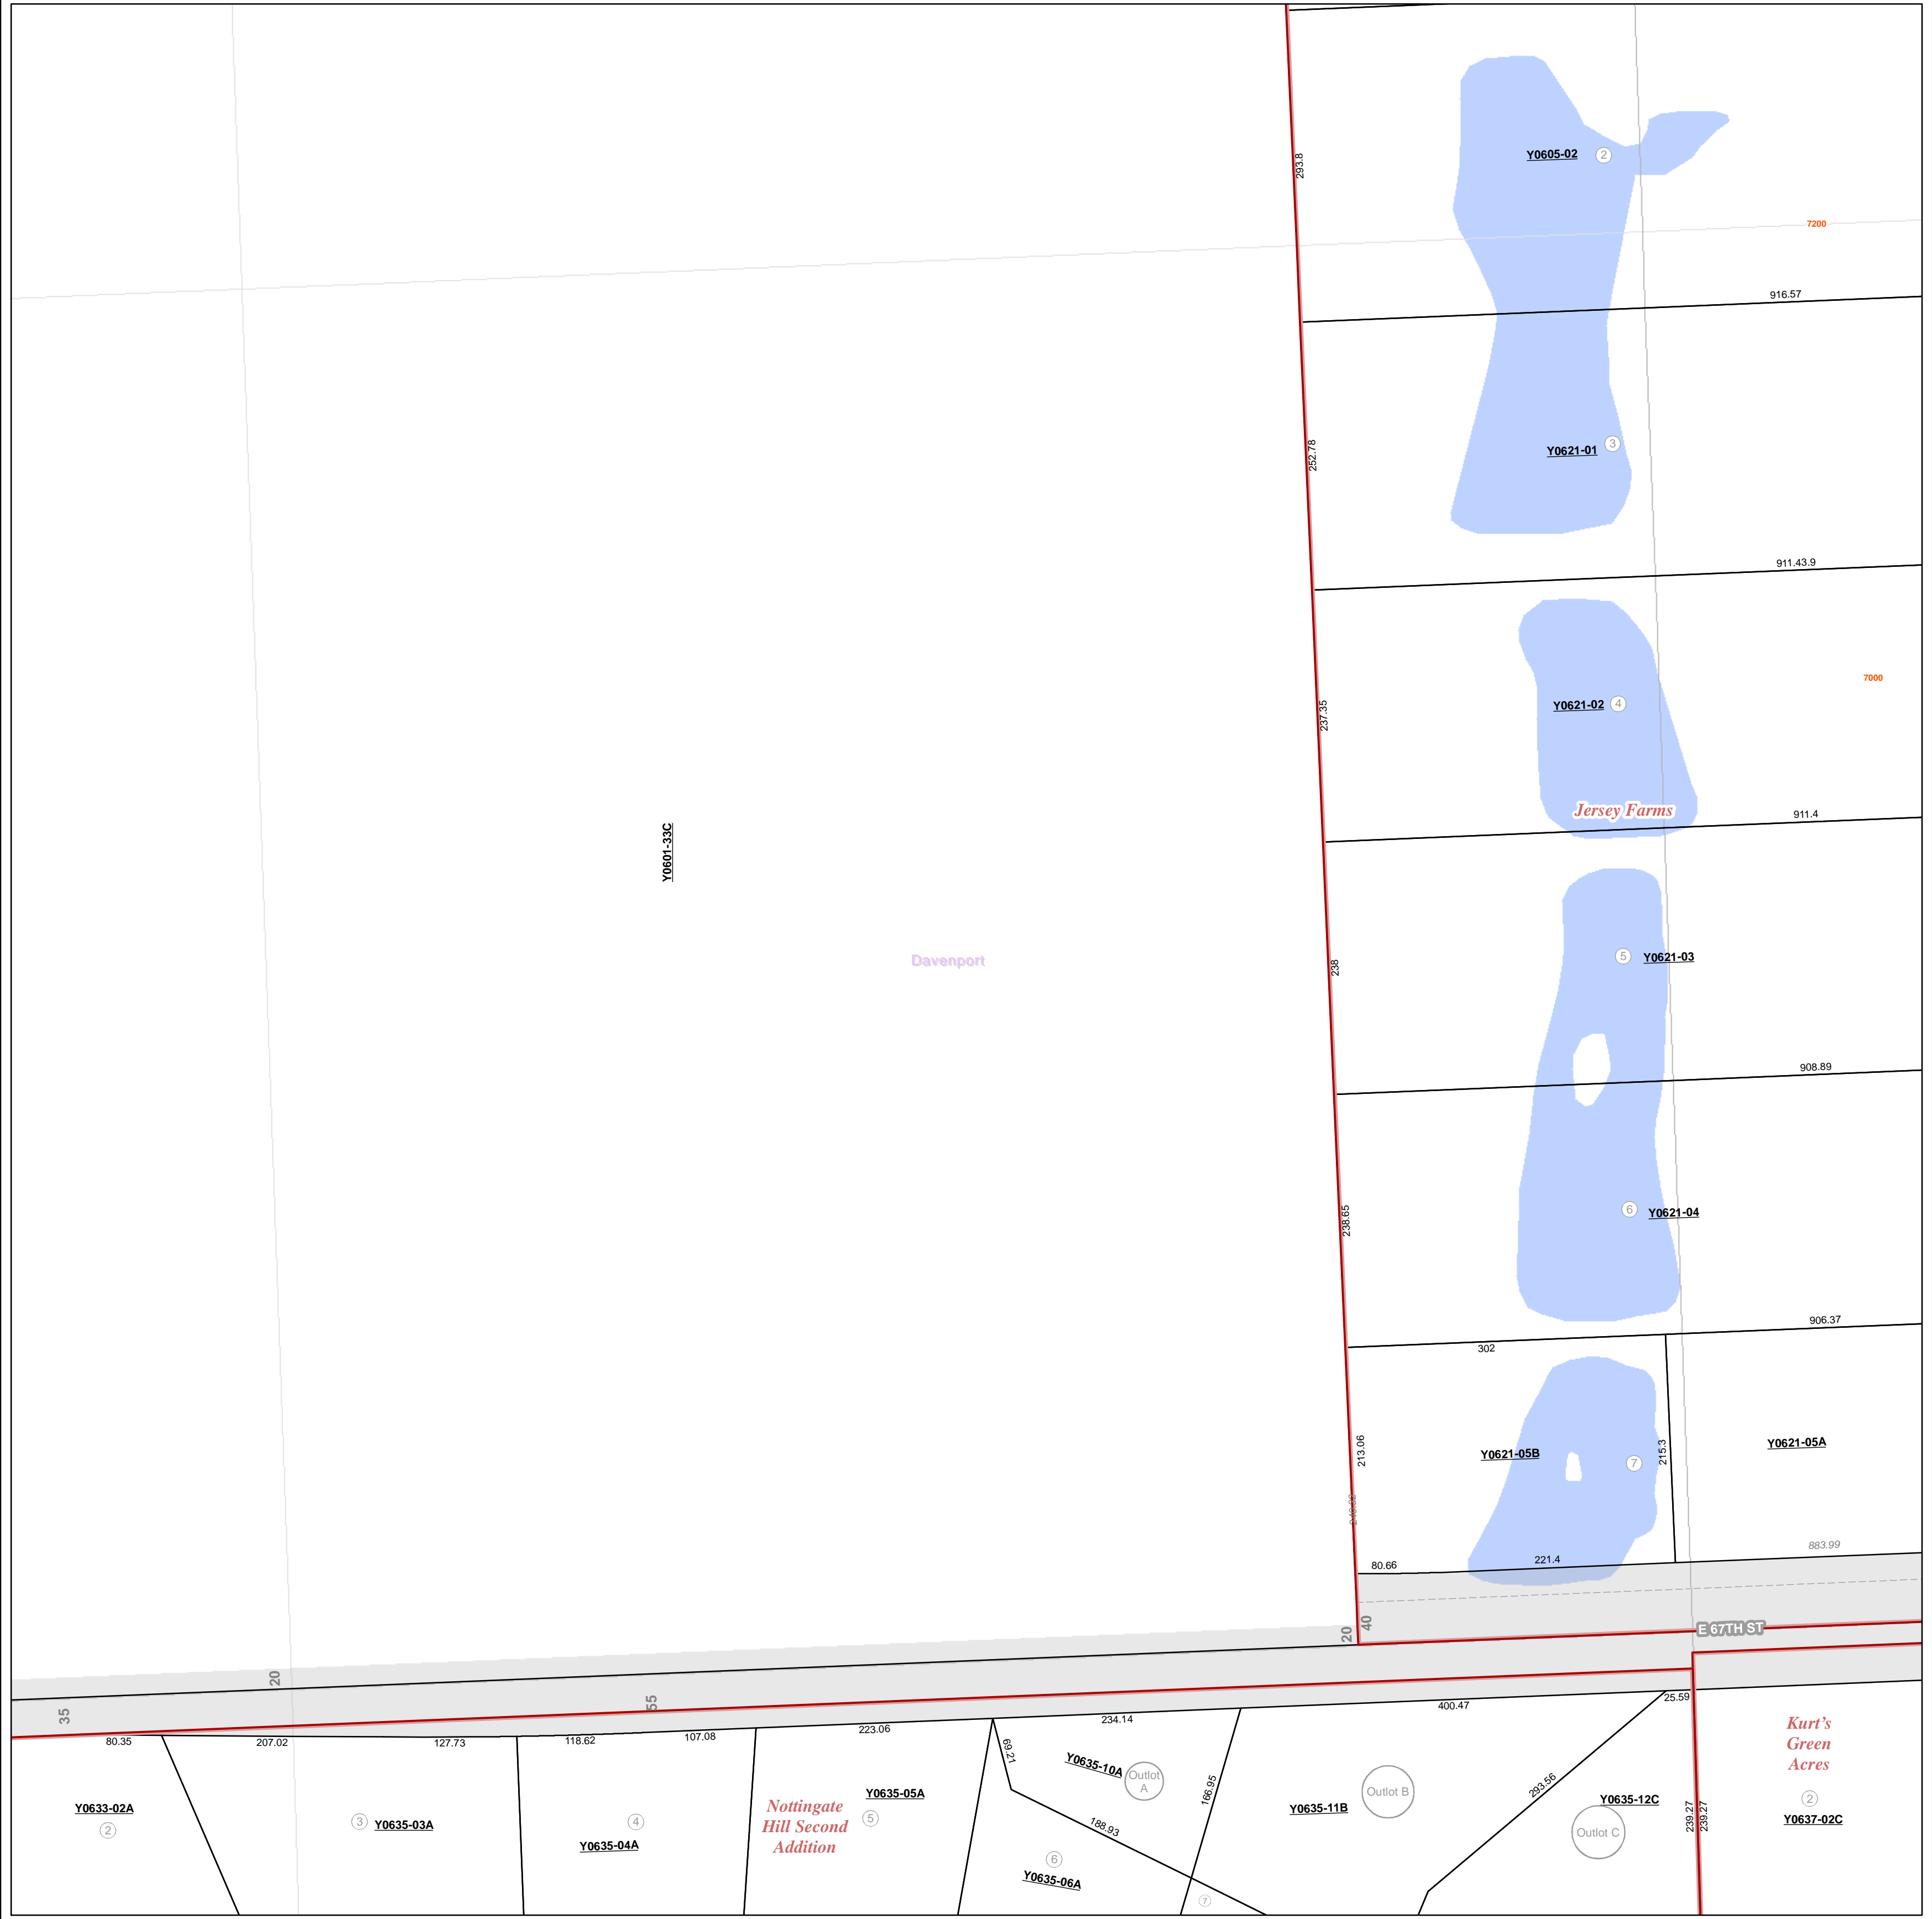 293.8
Y0605-02
2
7200
916.57
252.78
Y0621-01
3
911.43.9
237.35
Y0621-02
4
7000
Jersey Farms
911.4
Y0601-33C
Davenport
238
5
Y0621-03
908.89
238.65
6
Y0621-04
906.37
302
213.06
Y0621-05B
7
215.3
Y0621-05A
80.66
221.4
883.99
20
40
E 67TH ST
20
35
55
80.35
207.02
127.73
118.62
107.08
223.06
234.14
400.47
25.59
Y0633-02A
2
3
Y0635-03A
4
Y0635-04A
Nottingate
Hill Second
Addition
Y0635-05A
5
69.21
Y0635-10A
Outlot
A
188.93
6
Y0635-06A
166.95
7
Y0635-11B
Outlot B
293.56
Y0635-12C
Outlot C
239.27
239.27
Kurt's
Green
Acres
2
Y0637-02C